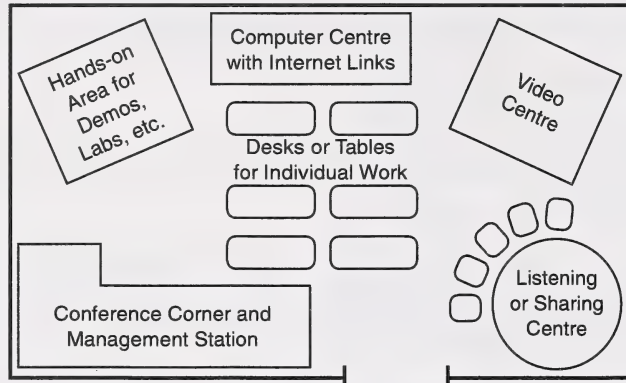 Hands-on
Area for
Demos,
Labs, etc.
Computer Centre
with Internet Links
Video
Centre
Desks or Tables
for Individual Work
Conference Corner and
Management Station
Listening
or Sharing
Centre